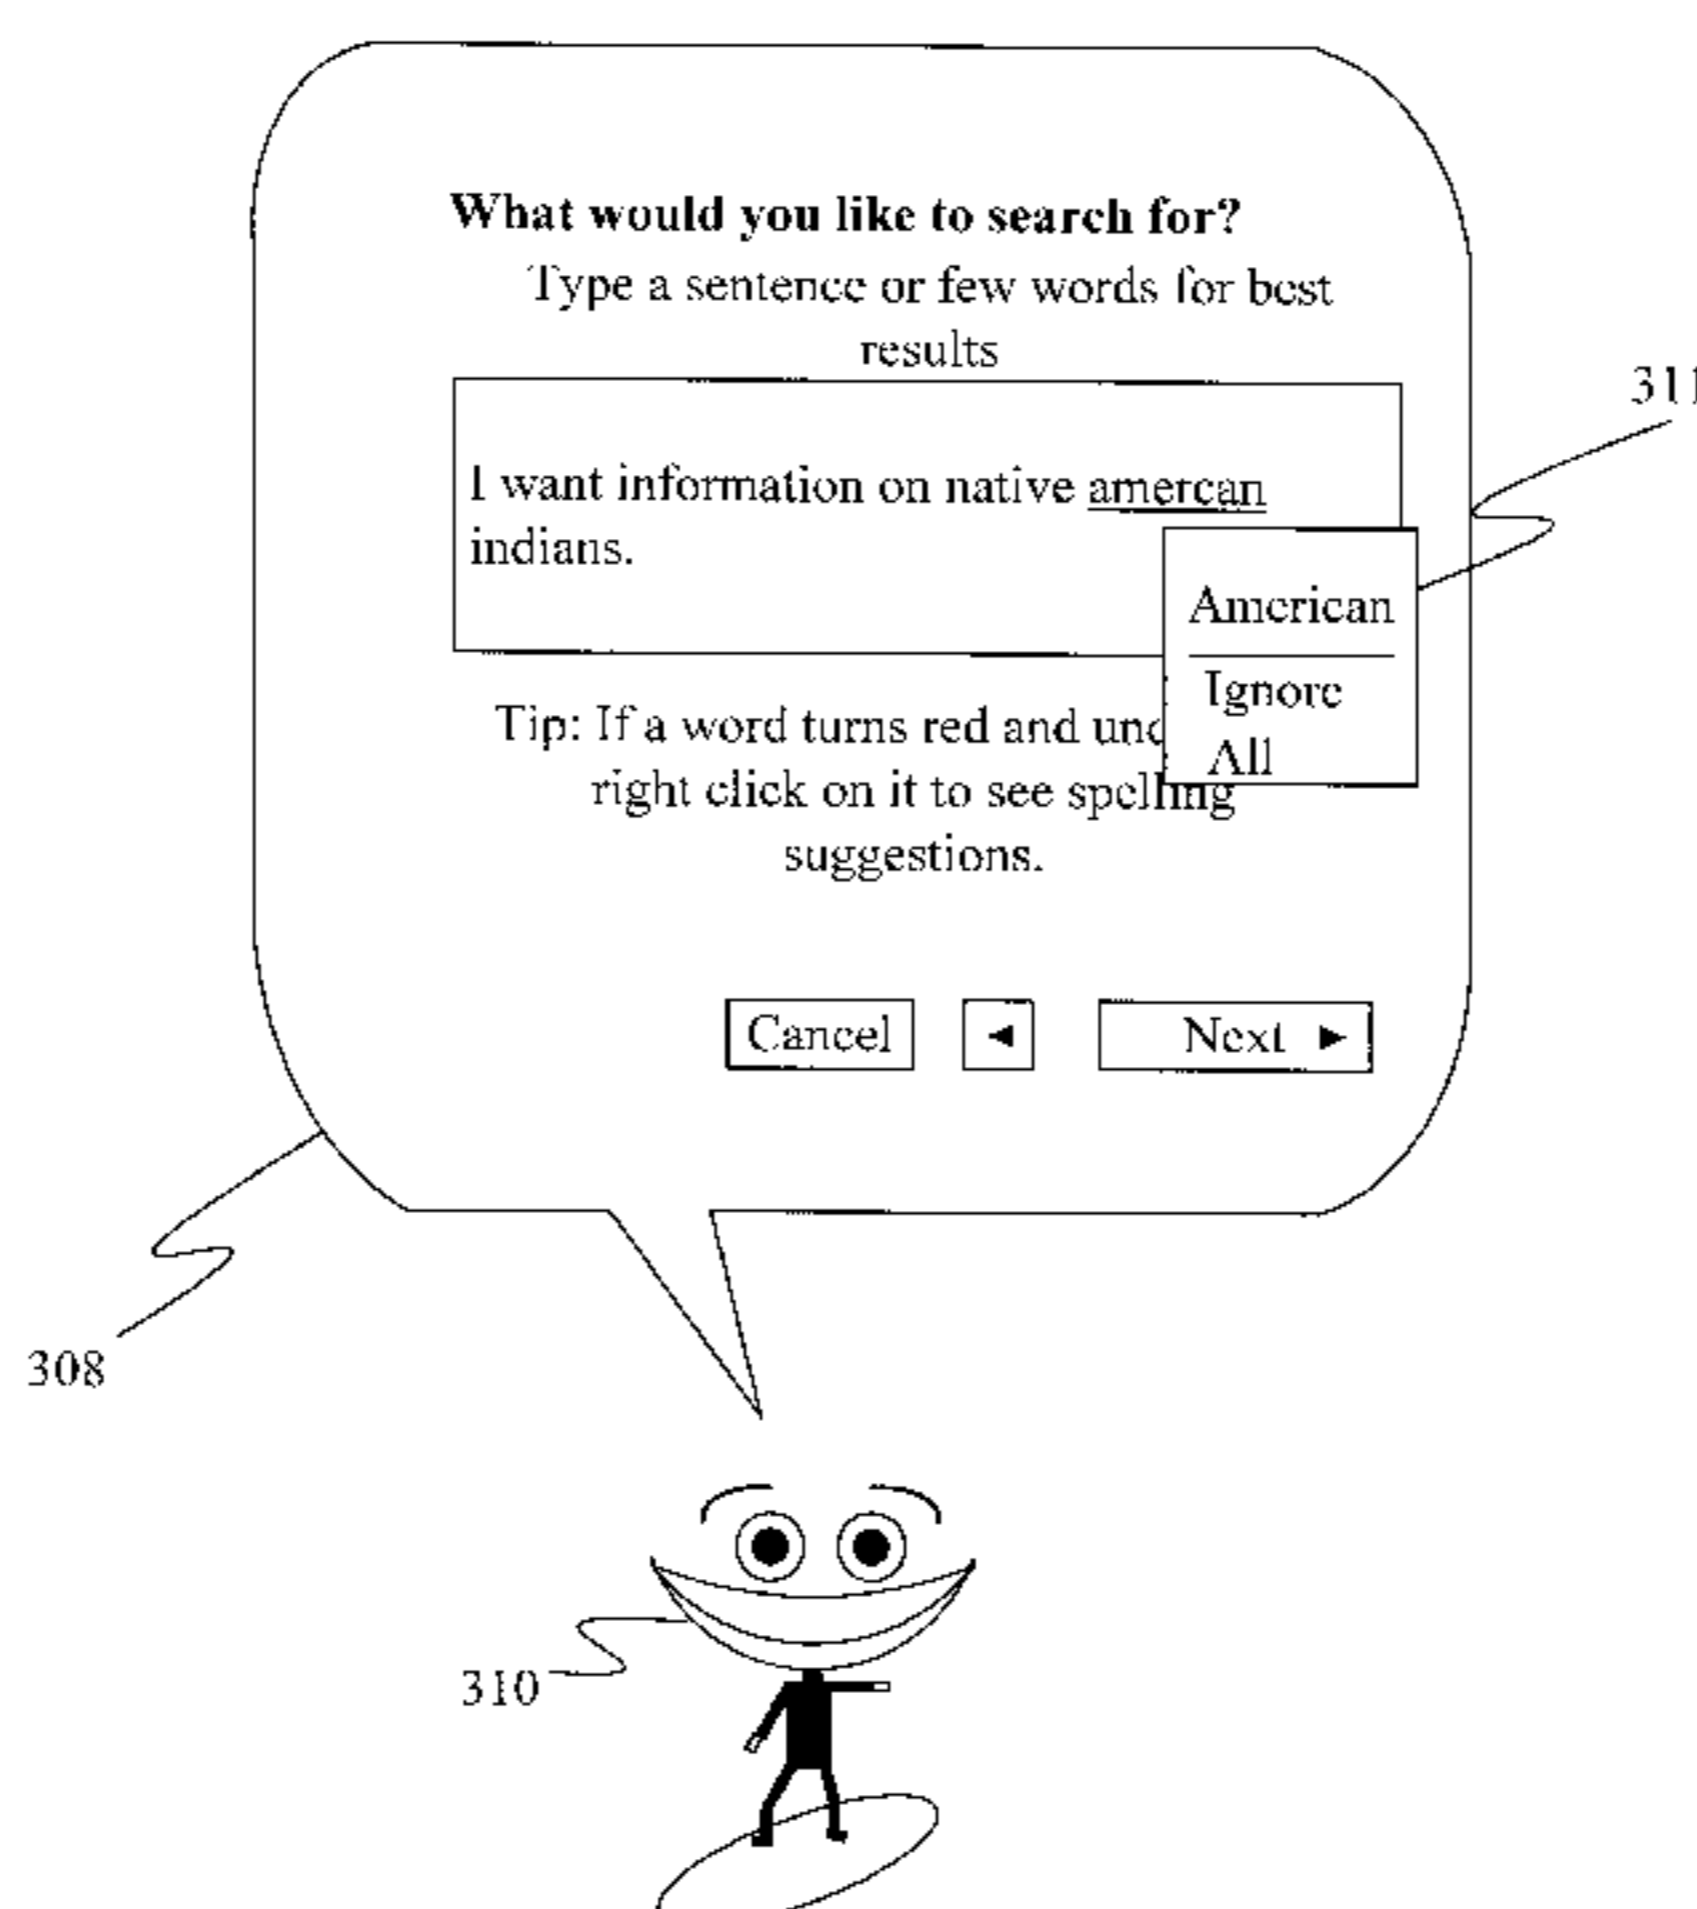 What would you like to search for?
Type a sentence or few words for best
results
311
I want information on native amercan
indians.
American
Ignore
All
Tip: If a word turns red and
right click on it to see spelling
suggestions.
Cancel ◄ Next ►
308
310